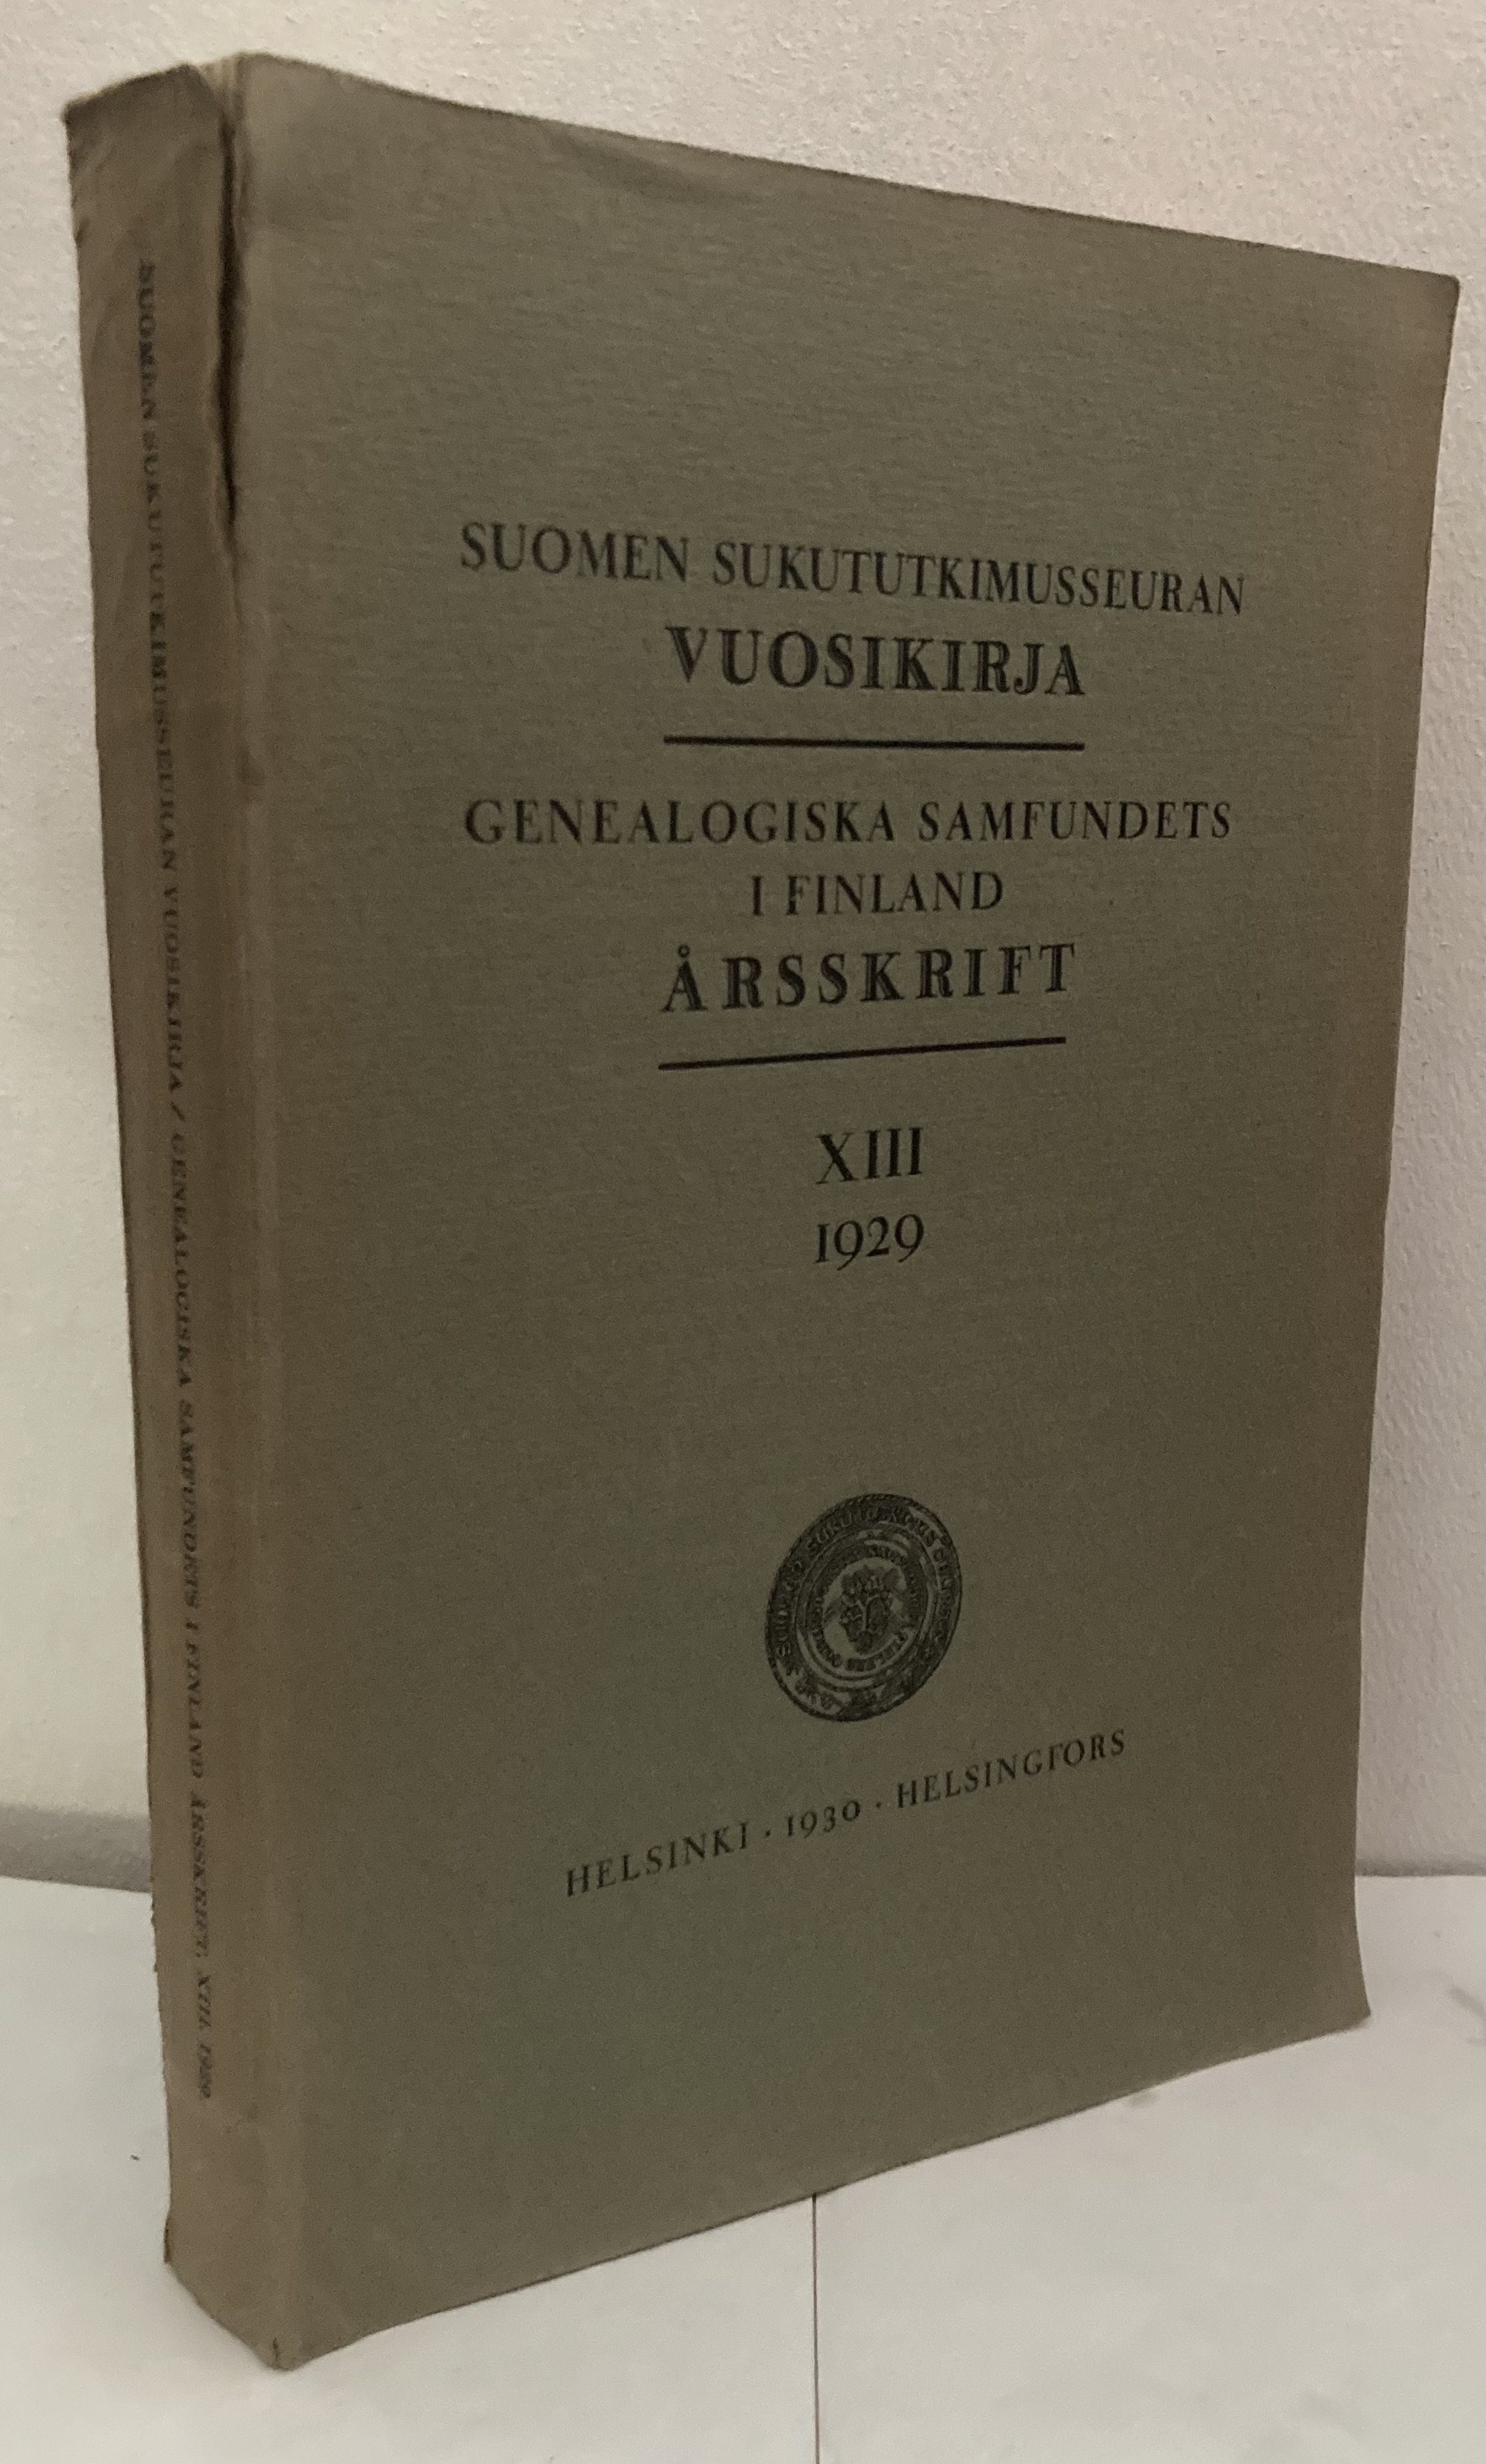 SUOMEN SUKUTUTKIMUSSEURAN VUOSIKIRJA / GENEALOGISKA SAMFUNDETS I FINLAND ÅRSSKRIFT. XIII. 1929
SUOMEN SUKUTUTKIMUSSEURAN
VUOSIKIRJA
GENEALOGISKA SAMFUNDETS
I FINLAND
ÅRSSKRIFT
XIII
1929
HELSINKI · 1930 · HELSINGFORS